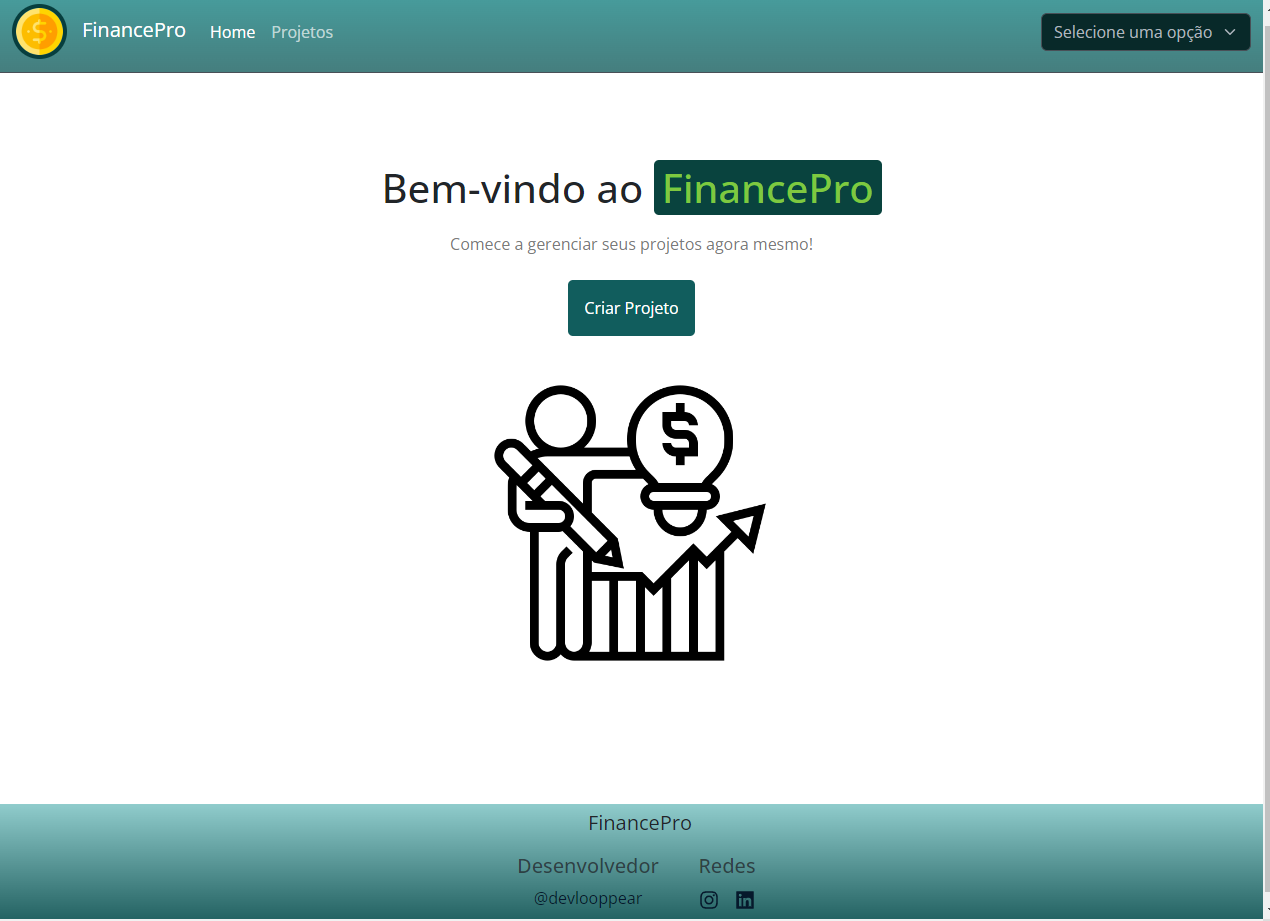 FinancePro Home Projetos Selecione uma opção
Bem-vindo ao FinancePro
Comece a gerenciar seus projetos agora mesmo!
Criar Projeto
$
FinancePro
Desenvolvedor Redes
@devlooppear in